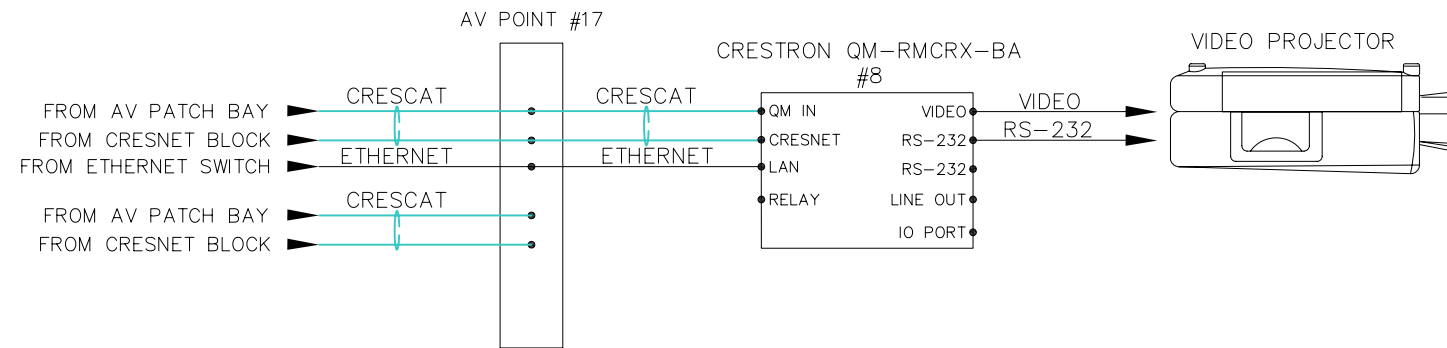 AV POINT #17
CRESTRON QM-RMCRX-BA
#8
VIDEO PROJECTOR
FROM AV PATCH BAY
CRESCAT
CRESCAT
QM IN
VIDEO
VIDEO
FROM CRESNET BLOCK
CRESNET
RS-232
RS-232
FROM ETHERNET SWITCH
ETHERNET
ETHERNET
LAN
RS-232
CRESCAT
RELAY
LINE OUT
FROM AV PATCH BAY
FROM CRESNET BLOCK
IO PORT